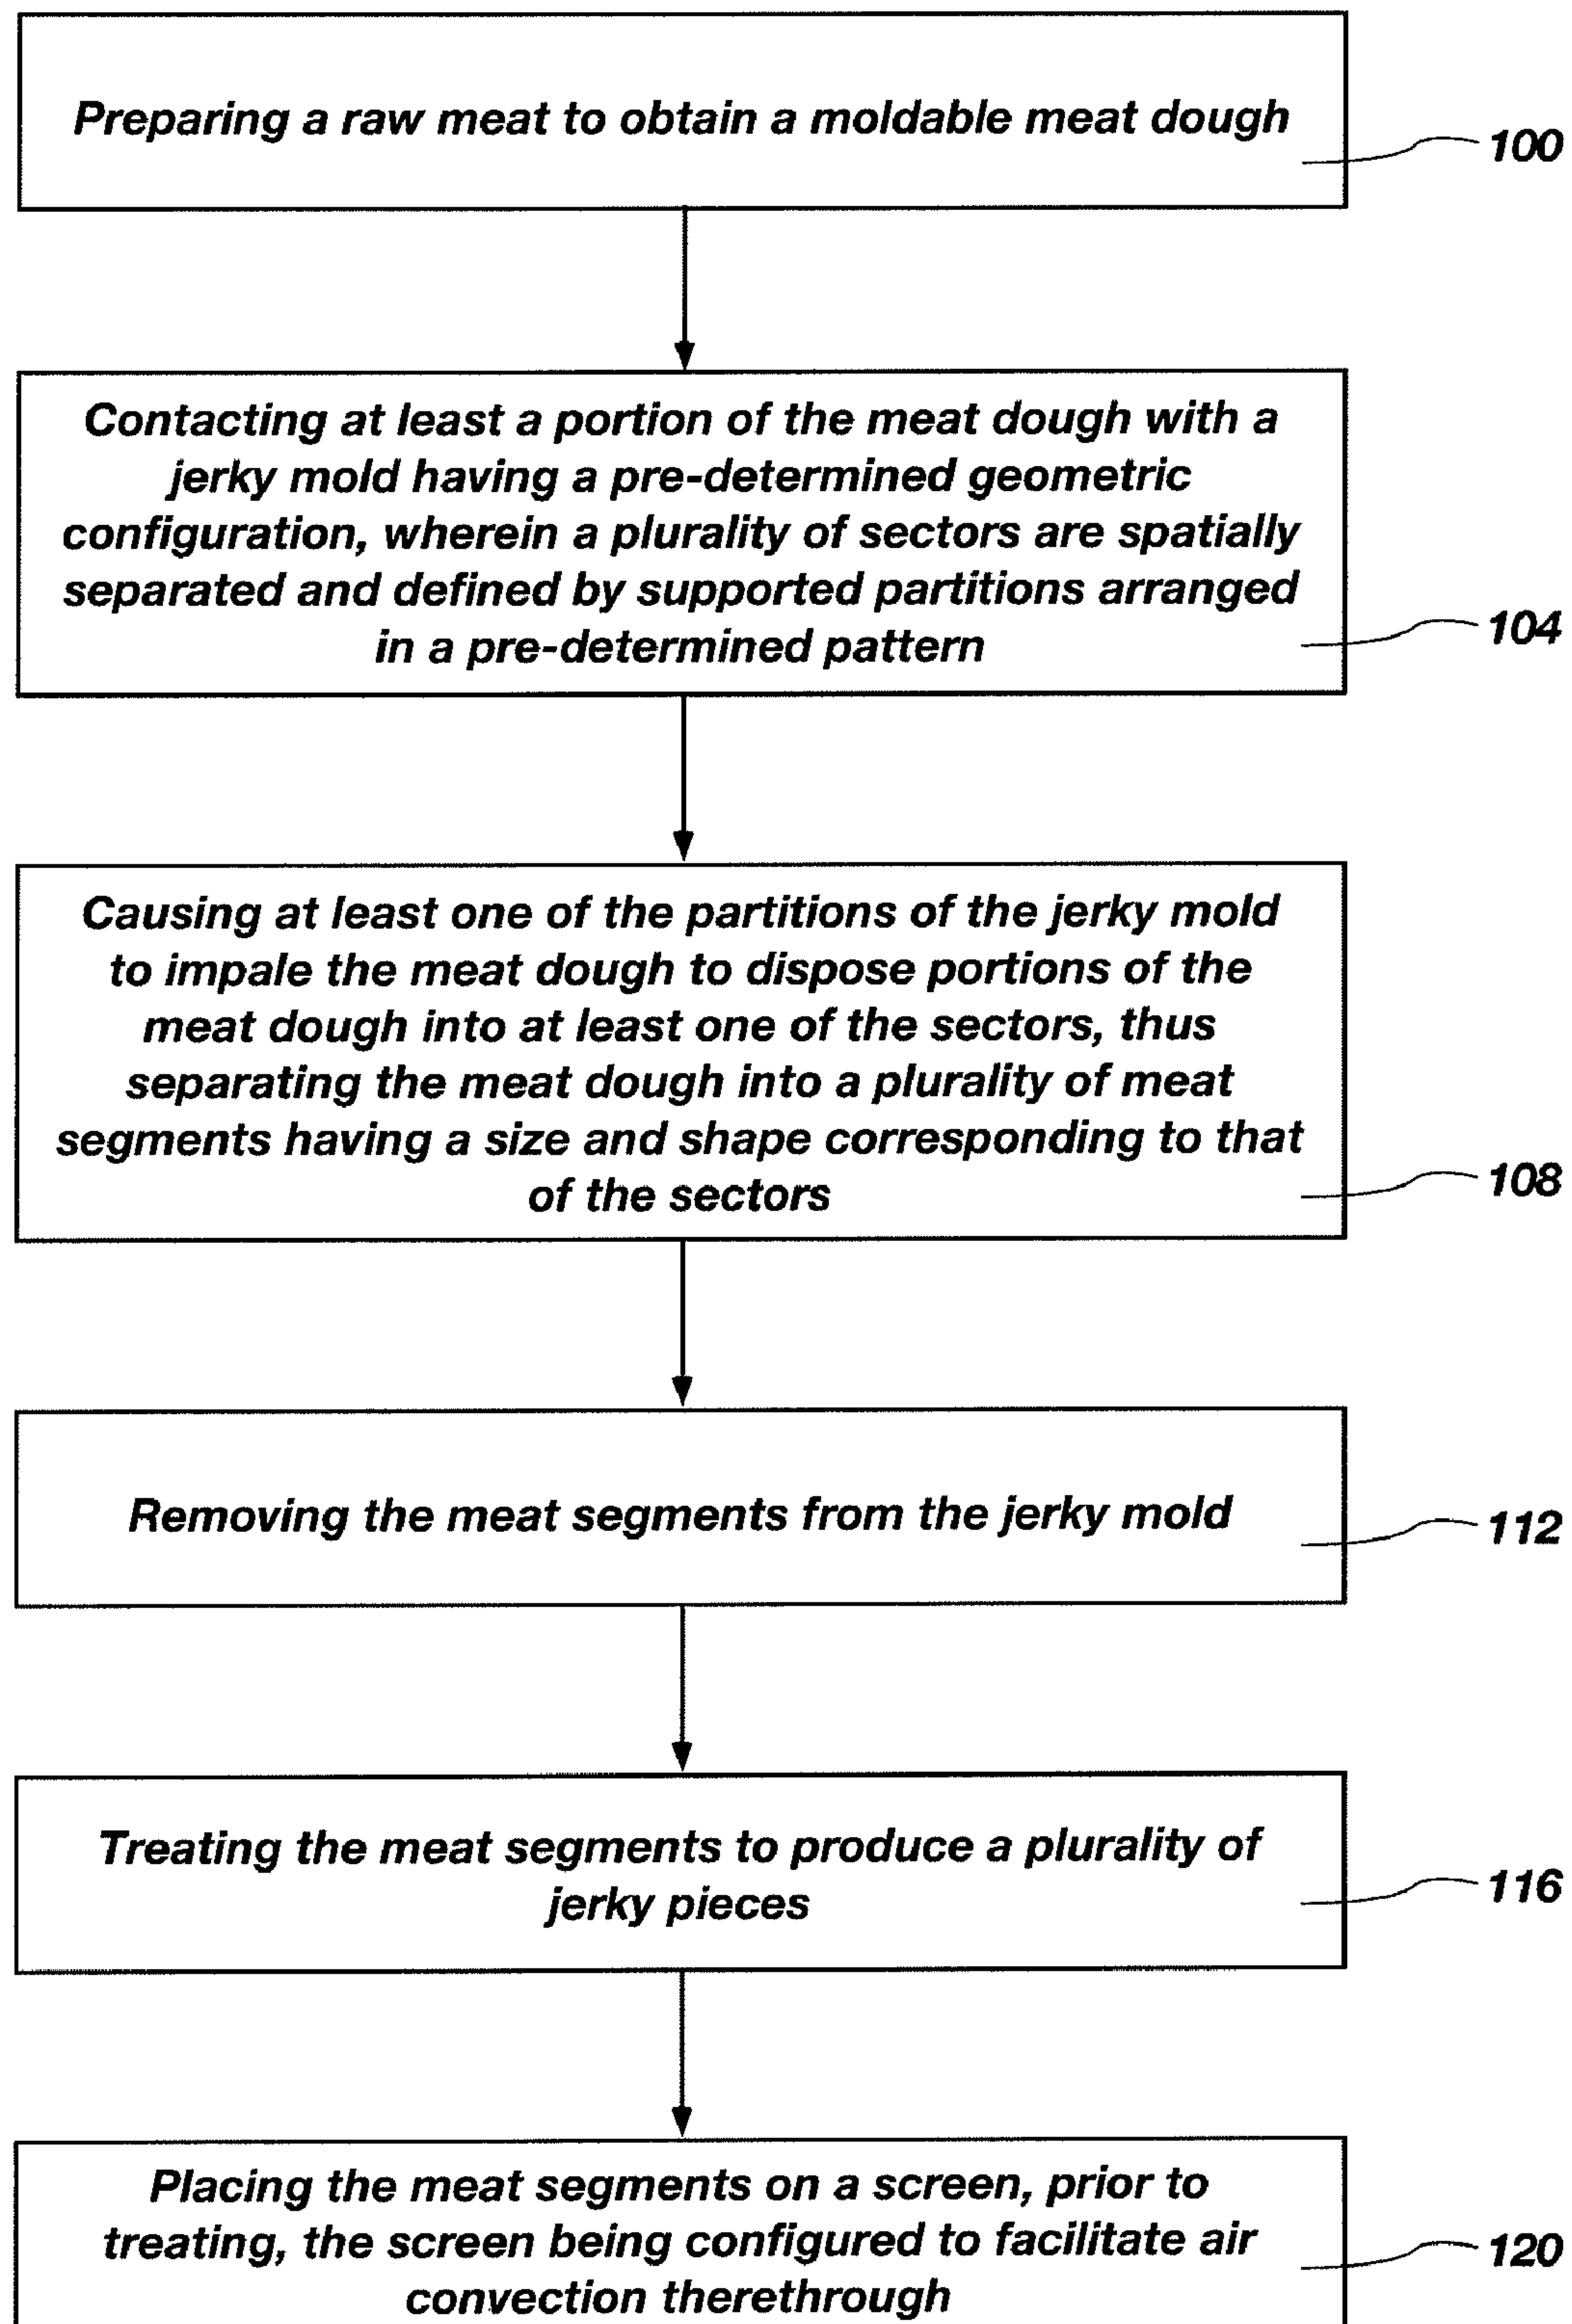 Preparing a raw meat to obtain a moldable meat dough
100
Contacting at least a portion of the meat dough with a
jerky mold having a pre-determined geometric
configuration, wherein a plurality of sectors are spatially
separated and defined by supported partitions arranged
in a pre-determined pattern
104
Causing at least one of the partitions of the jerky mold
to impale the meat dough to dispose portions of the
meat dough into at least one of the sectors, thus
separating the meat dough into a plurality of meat
segments having a size and shape corresponding to that
of the sectors
108
Removing the meat segments from the jerky mold
112
Treating the meat segments to produce a plurality of
jerky pieces
116
Placing the meat segments on a screen, prior to
treating, the screen being configured to facilitate air
convection therethrough
120